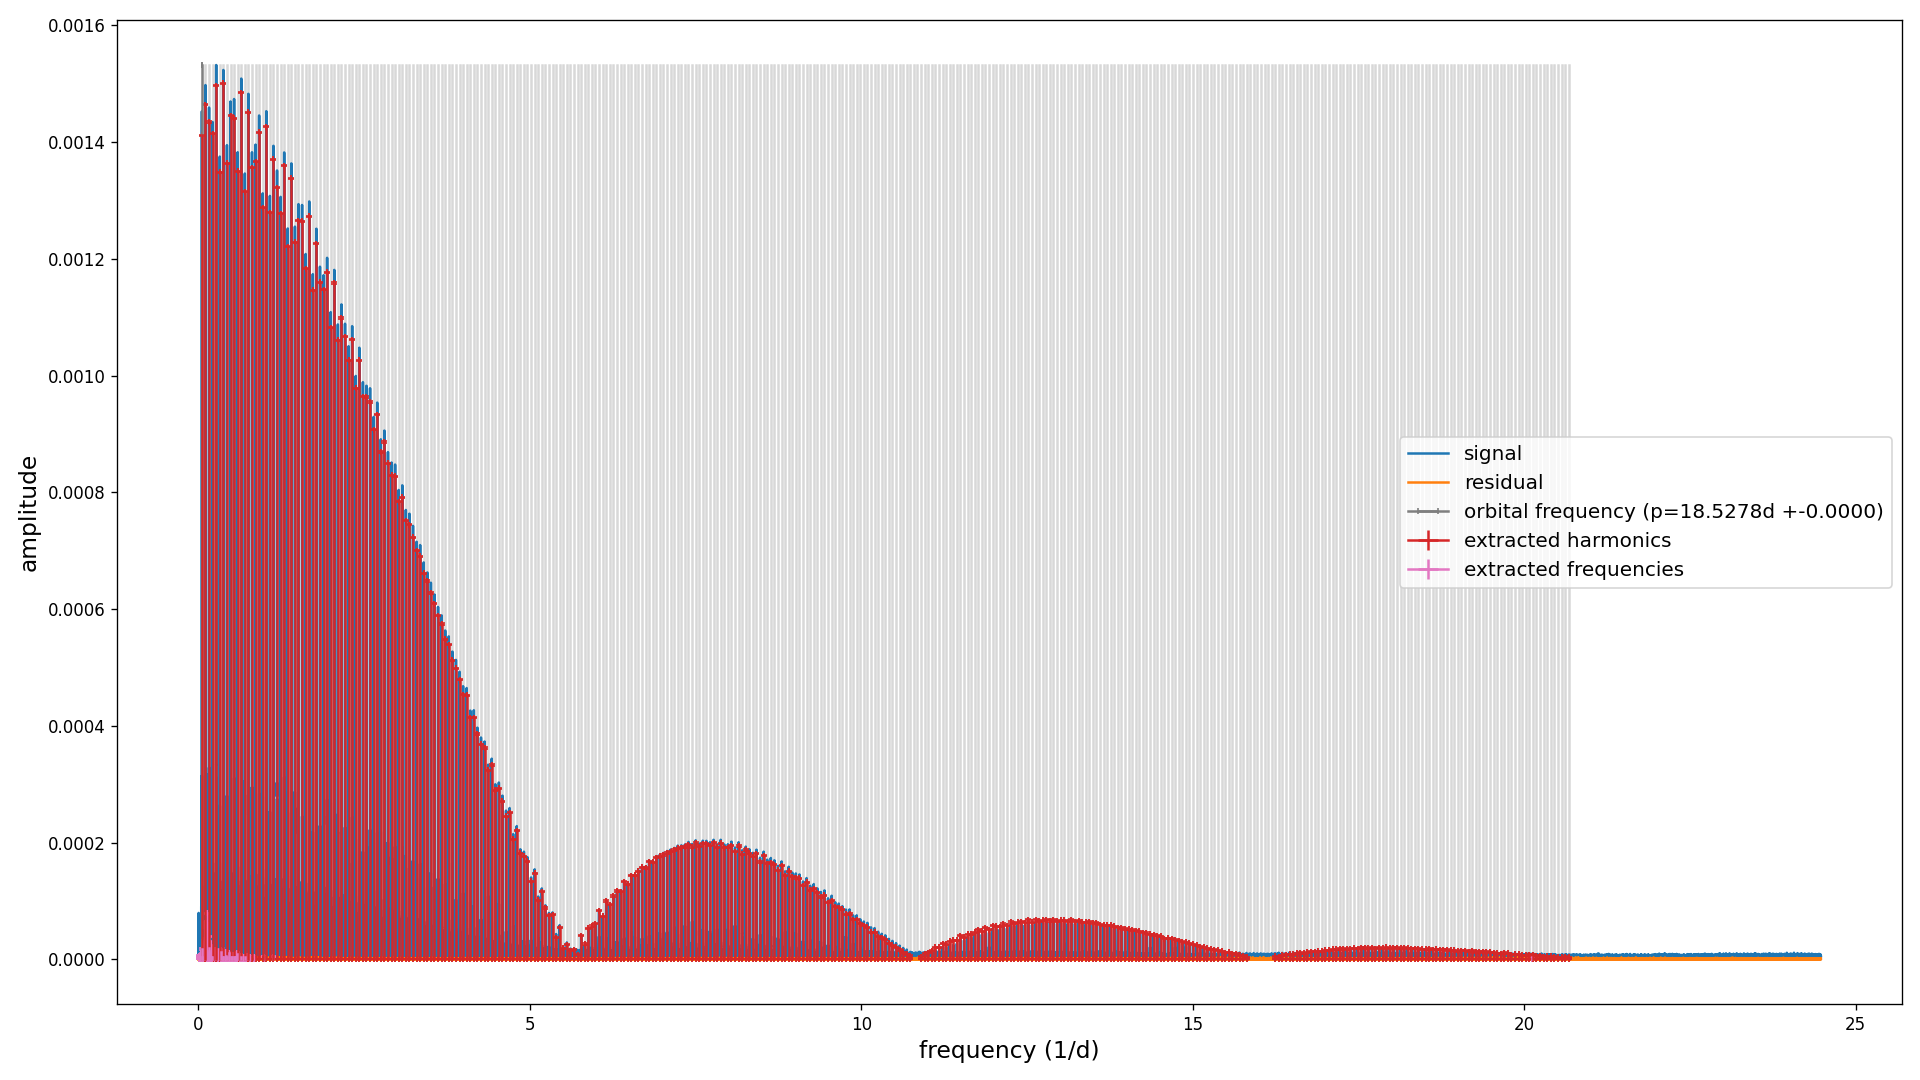 0.0016
0.0014
0.0012
0.0010
0.0008
0.0006
0.0004
0.0002
0.0000
amplitude
signal
residual
orbital frequency (p=18.5278d +-0.0000)
extracted harmonics
extracted frequencies
0 5 10 15 20 25
frequency (1/d)